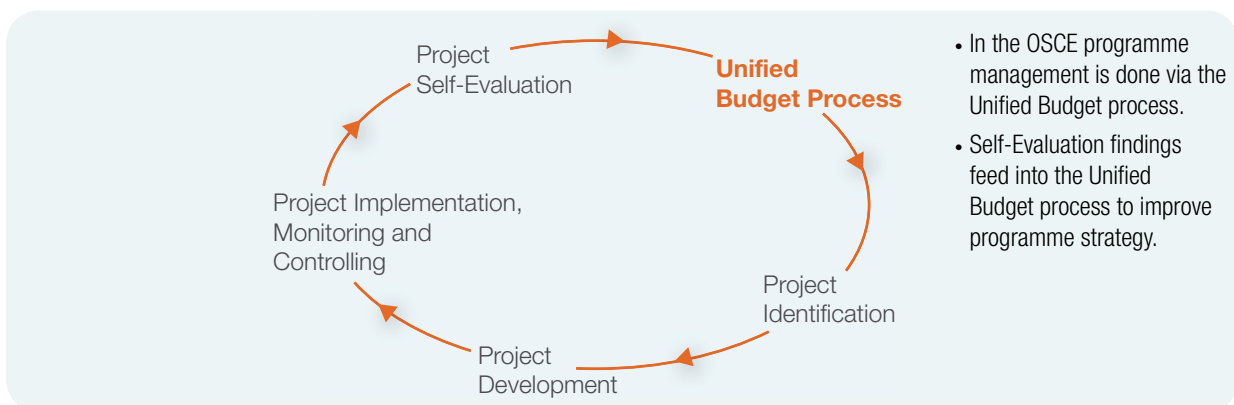 Project
Self-Evaluation
Unified
Budget Process
Project
Identification
Project
Development
Project Implementation,
Monitoring and
Controlling
• In the OSCE programme
management is done via the
Unified Budget process.
• Self-Evaluation findings
feed into the Unified
Budget process to improve
programme strategy.